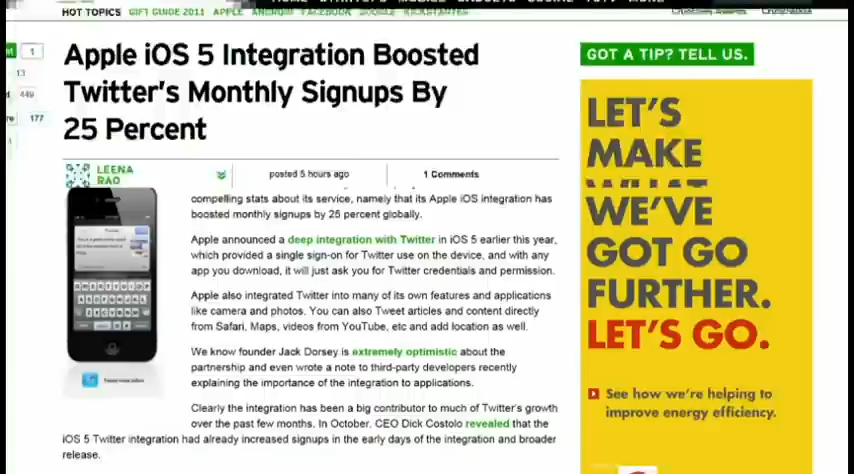 HOT TOPICS GIFT GUIDE 2011 APPLE ANDROID FACEBOOK GOOGLE
1
13
449
177
Apple iOS 5 Integration Boosted
Twitter's Monthly Signups By
25 Percent
LEENA
RAO
posted 5 hours ago
1 Comments
compelling stats about its service, namely that its Apple iOS integration has
boosted monthly signups by 25 percent globally.
Apple announced a deep integration with Twitter in iOS 5 earlier this year,
which provided a single sign-on for Twitter use on the device, and with any
app you download, it will just ask you for Twitter credentials and permission.
Apple also integrated Twitter into many of its own features and applications
like camera and photos. You can also Tweet articles and content directly
from Safari, Maps, videos from YouTube, etc and add location as well.
We know founder Jack Dorsey is extremely optimistic about the
partnership and even wrote a note to third-party developers recently
explaining the importance of the integration to applications.
Clearly the integration has been a big contributor to much of Twitter's growth
over the past few months. In October, CEO Dick Costolo revealed that the
iOS 5 Twitter integration had already increased signups in the early days of the integration and broader
release.
GOT A TIP? TELL US.
LET'S
MAKE
WE'VE
GOT GO
FURTHER.
LET'S GO.
See how we're helping to
improve energy efficiency.